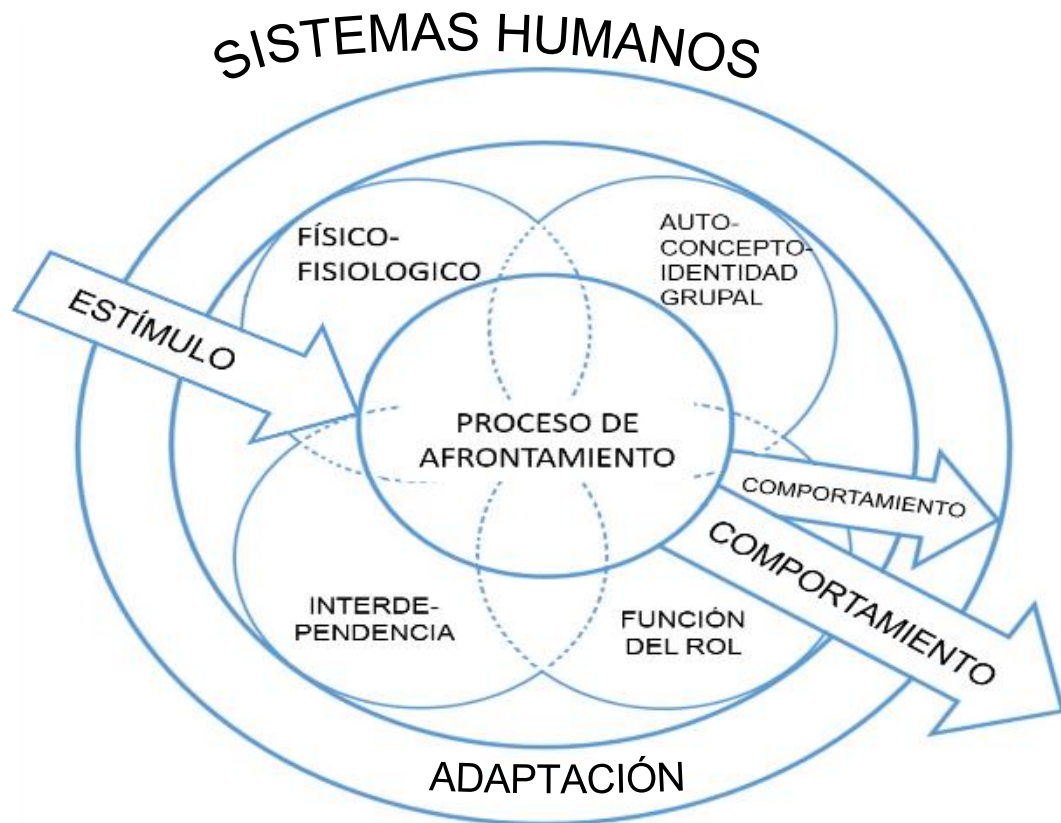 SISTEMAS HUMANOS
FÍSICO-
FISIOLOGICO
AUTO-
CONCEPTO-
IDENTIDAD
GRUPAL
ESTÍMULO
PROCESO DE
AFRONTAMIENTO
COMPORTAMIENTO
COMPORTAMIENTO
INTERDE-
PENDENCIA
FUNCIÓN
DEL ROL
ADAPTACIÓN